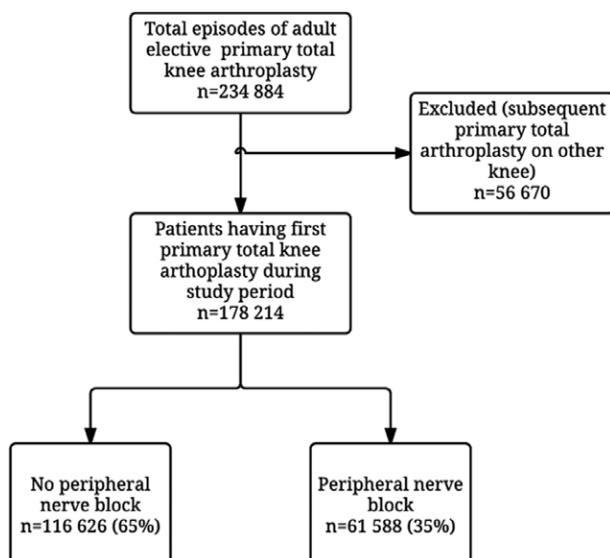 Total episodes of adult
elective primary total
knee arthroplasty
n=234 884
Excluded (subsequent
primary total
arthroplasty on other
knee)
n=56 670
Patients having first
primary total knee
arthoplasty during
study period
n=178 214
No peripheral
nerve block
n=116 626 (65%)
Peripheral nerve
block
n=61 588 (35%)